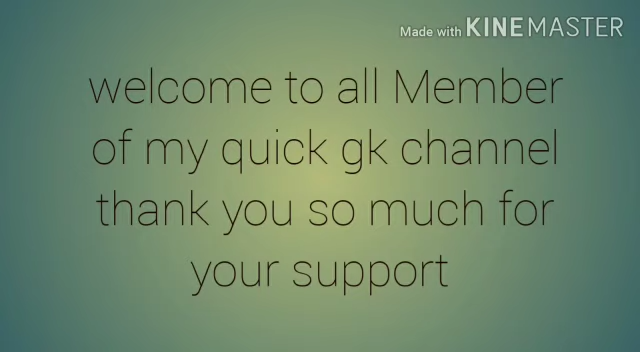 Made with KINEMASTER
welcome to all Member
of my quick gk channel
thank you so much for
your support